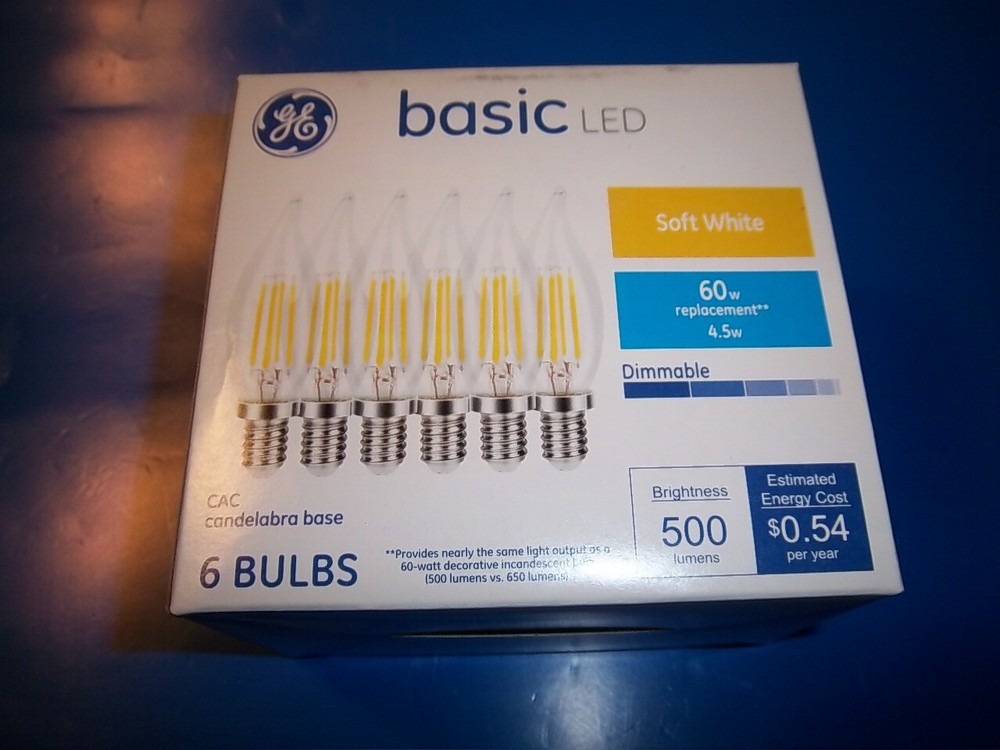 GE
basic LED
Soft White
60w
replacement**
4.5w
Dimmable
CAC
candelabra base
6 BULBS
**Provides nearly the same light output as a
60-watt decorative incandescent
(500 lumens vs. 650 lumens)
Brightness
500
lumens
Estimated
Energy Cost
$0.54
per year